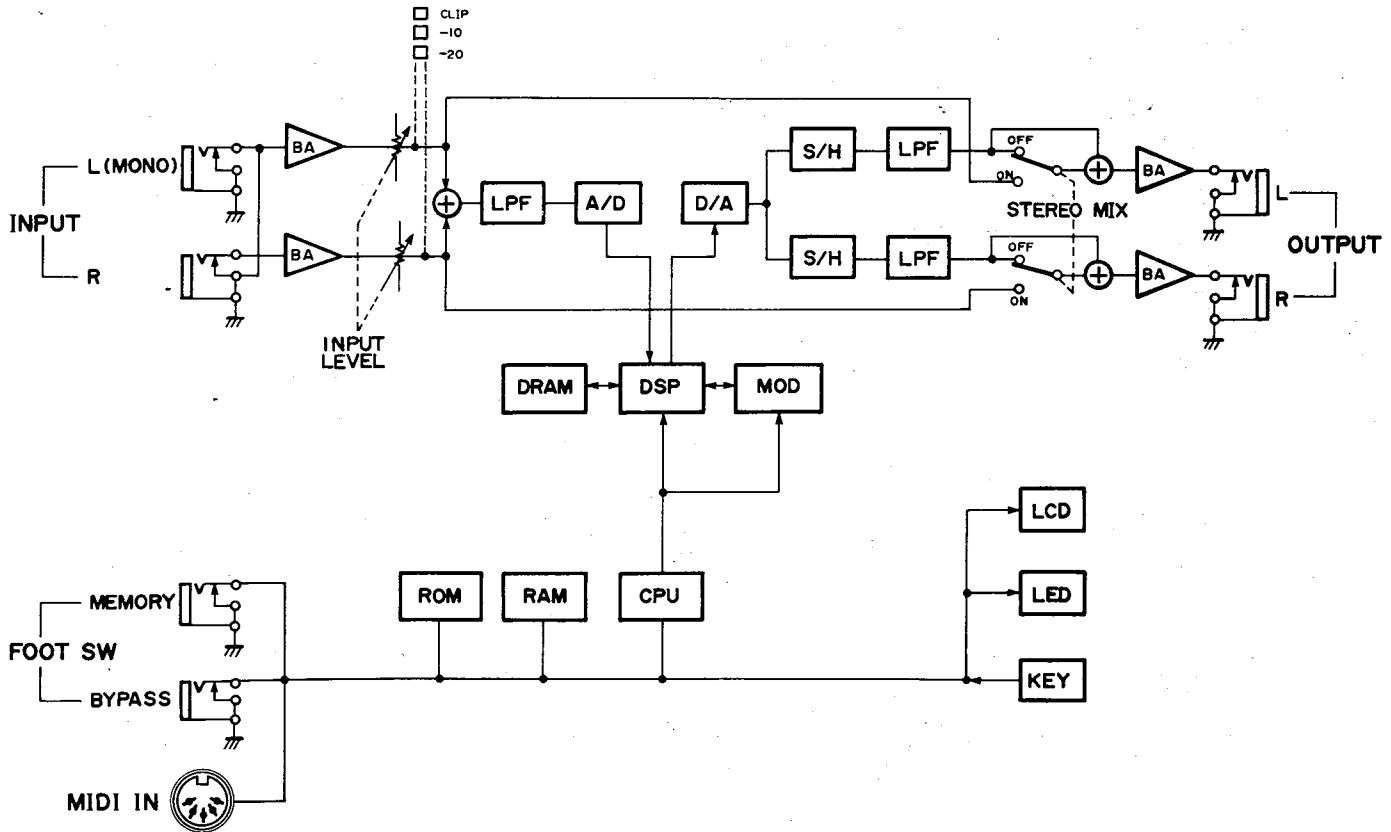 CLIP
-10
-20
INPUT
L (MONO)
R
BA
BA
INPUT
LEVEL
LPF
A/D
D/A
S/H
LPF
S/H
LPF
OFF
ON
STEREO MIX
OFF
ON
BA
BA
L
R
OUTPUT
DRAM
DSP
MOD
ROM
RAM
CPU
LCD
LED
KEY
FOOT SW
MEMORY
BYPASS
MIDI IN